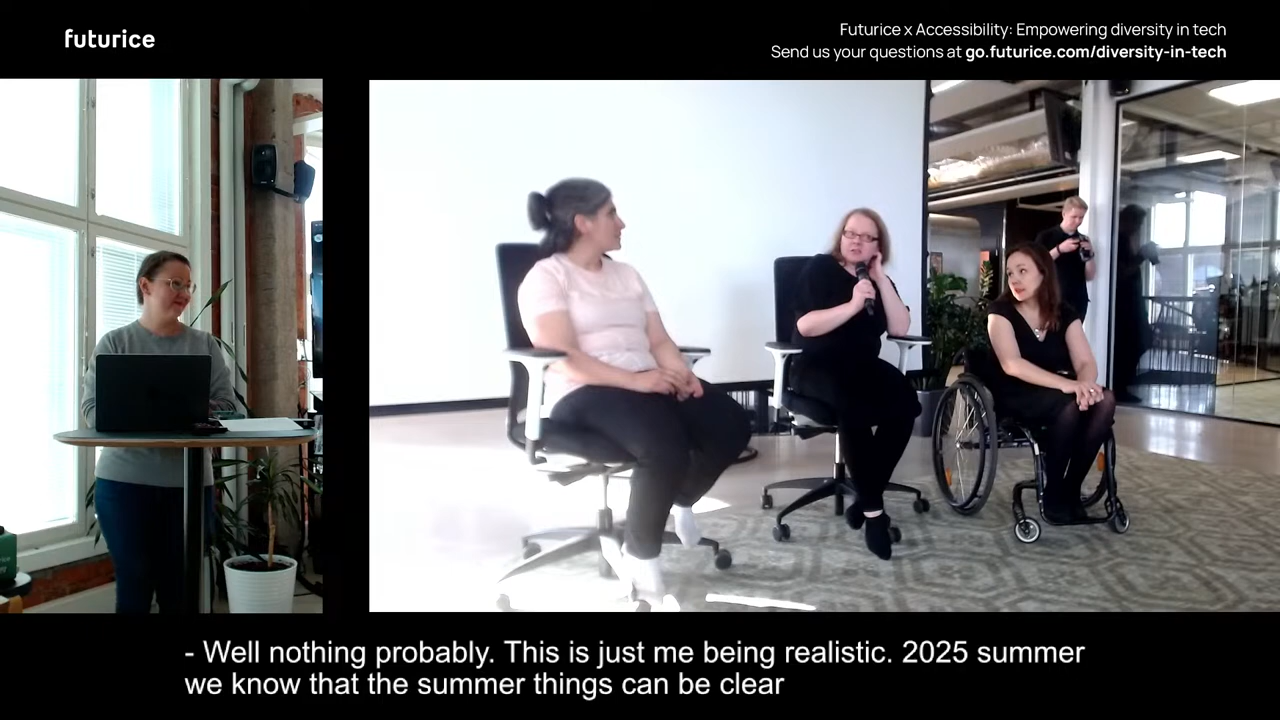 futurice
Futurice x Accessibility: Empowering diversity in tech
Send us your questions at go.futurice.com/diversity-in-tech
- Well nothing probably. This is just me being realistic. 2025 summer
we know that the summer things can be clear